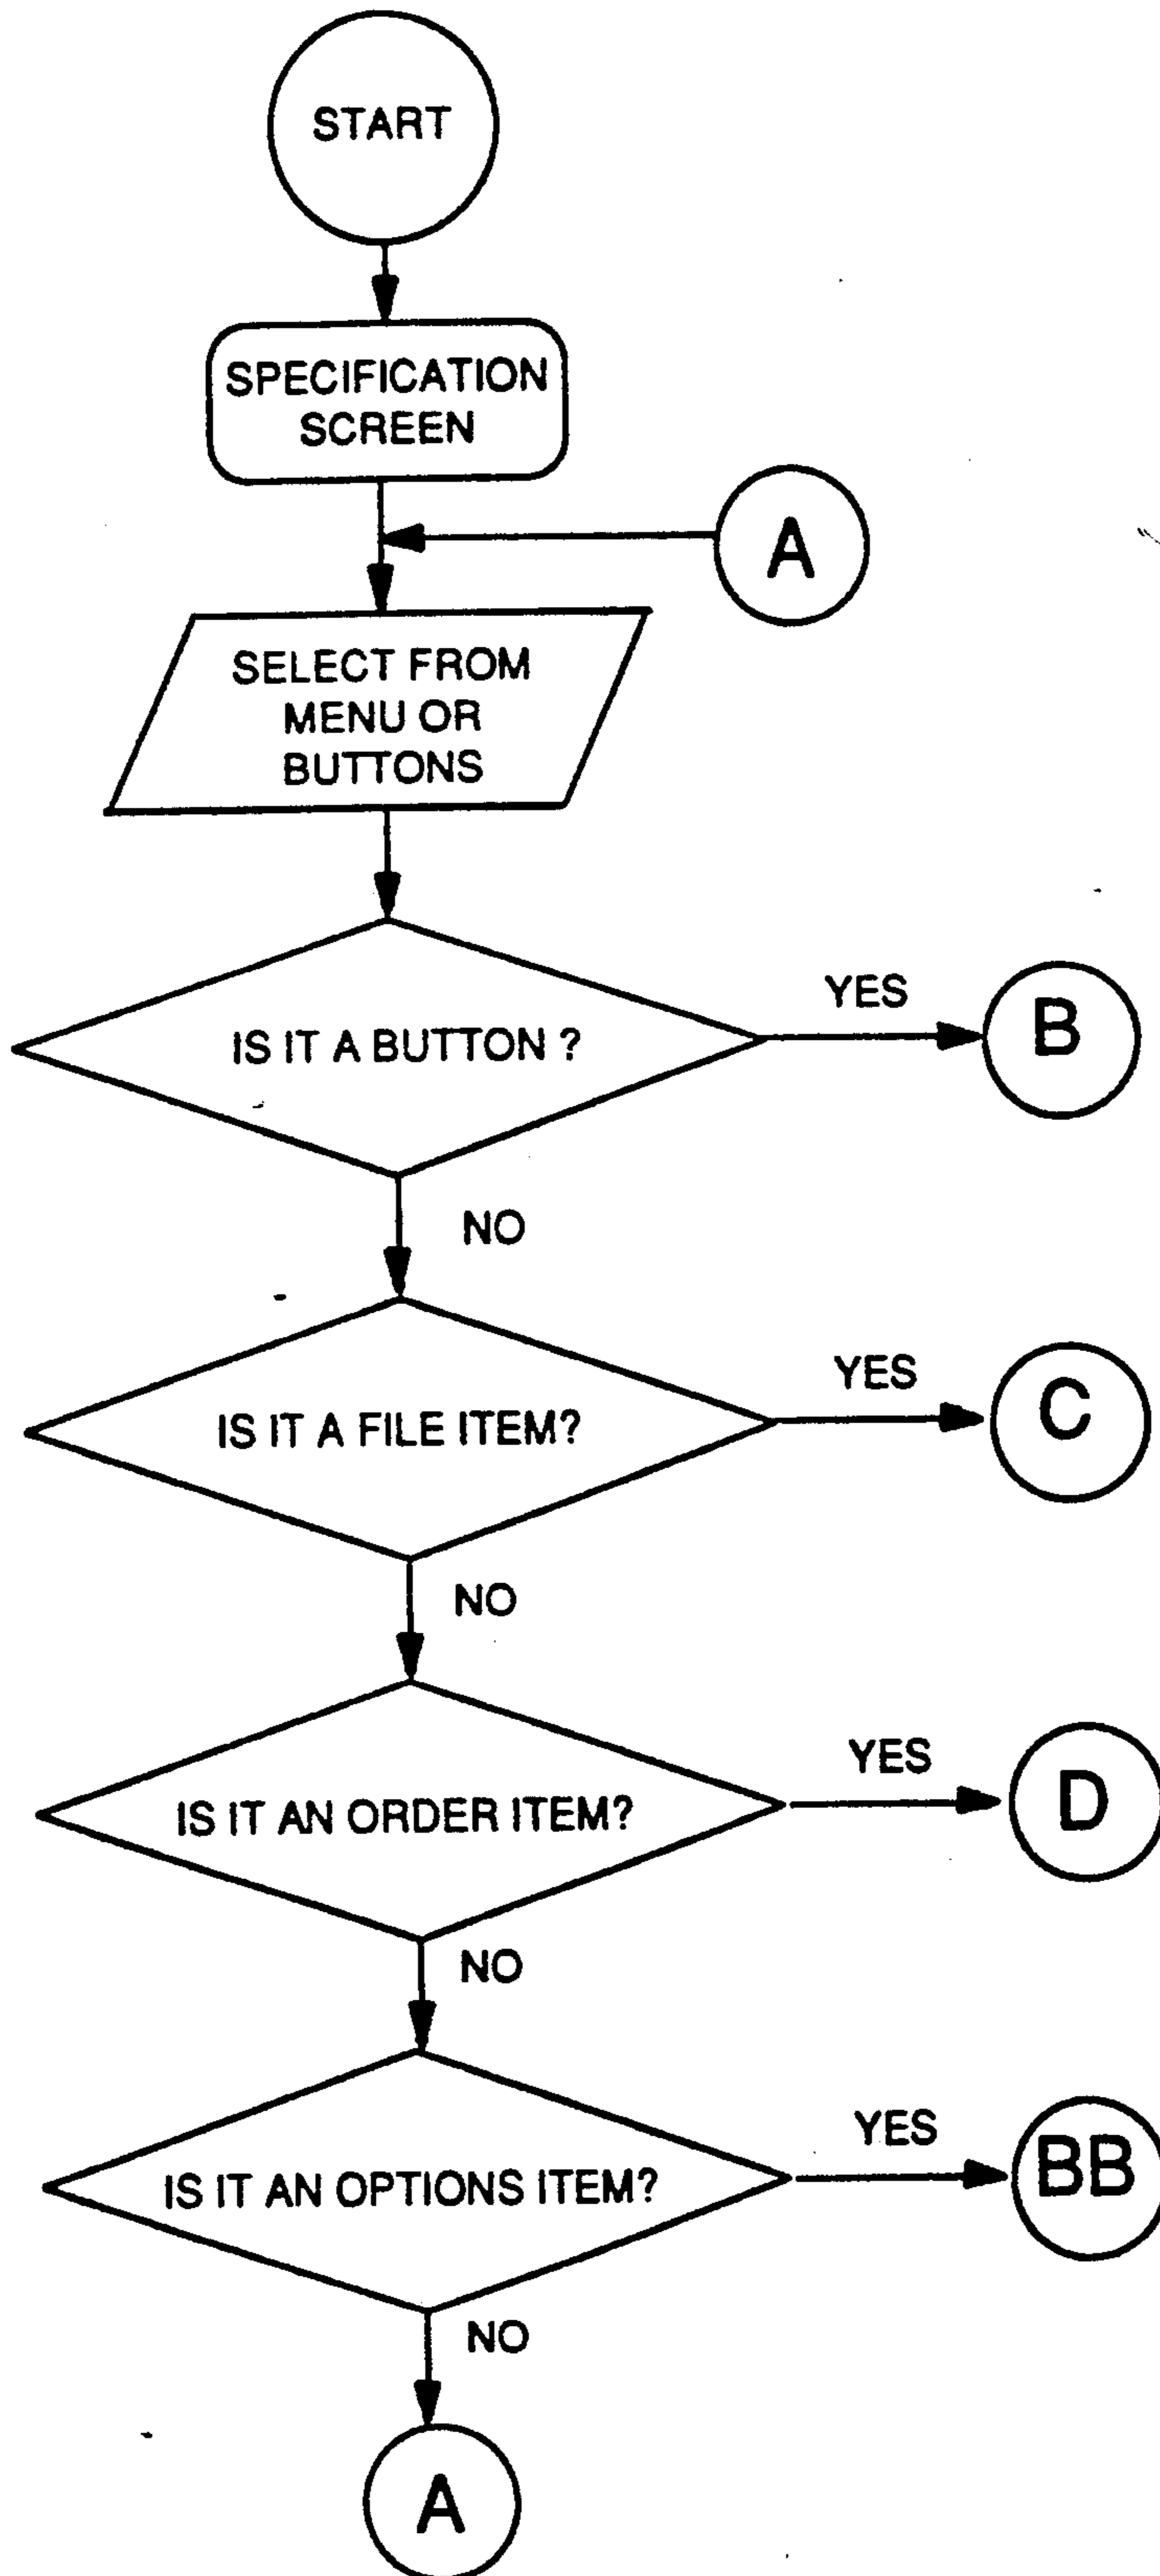 START
SPECIFICATION
SCREEN
A
SELECT FROM
MENU OR
BUTTONS
IS IT A BUTTON ?
YES
B
NO
IS IT A FILE ITEM?
YES
C
NO
IS IT AN ORDER ITEM?
YES
D
NO
IS IT AN OPTIONS ITEM?
YES
BB
NO
A